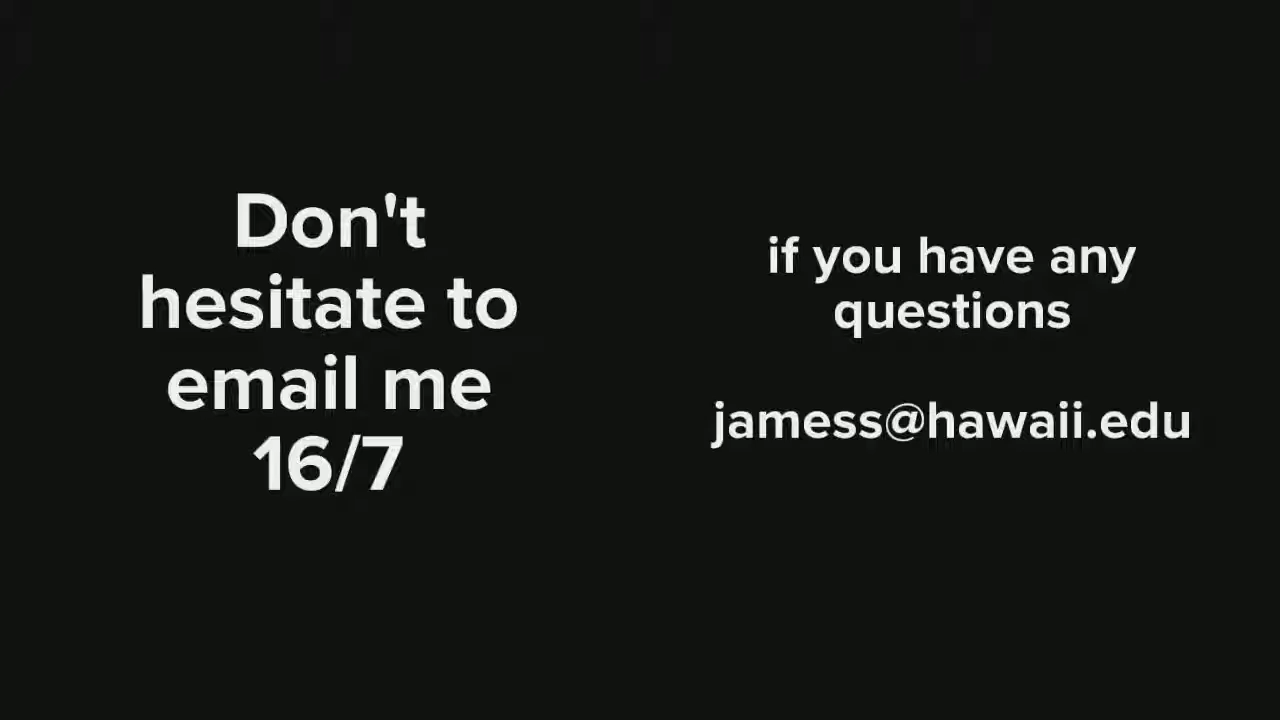 Don't
hesitate to
email me
16/7
if you have any
questions
jamess@hawaii.edu